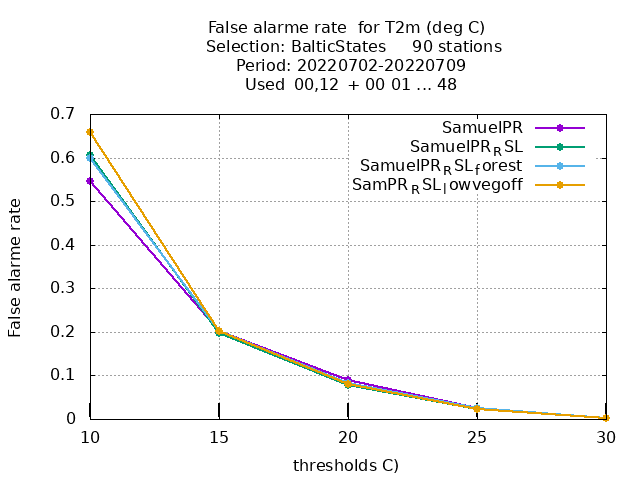 False alarme rate  for T2m (deg C)
Selection: BalticStates     90 stations
Period: 20220702-20220709
Used  00,12  + 00 01 ... 48
SamuelPR
SamuelPR_RSL
SamuelPR_RSL_forest
SamPR_RSL_lowvegoff
False alarme rate
0.7
0.6
0.5
0.4
0.3
0.2
0.1
0
10 15 20 25 30
thresholds C)